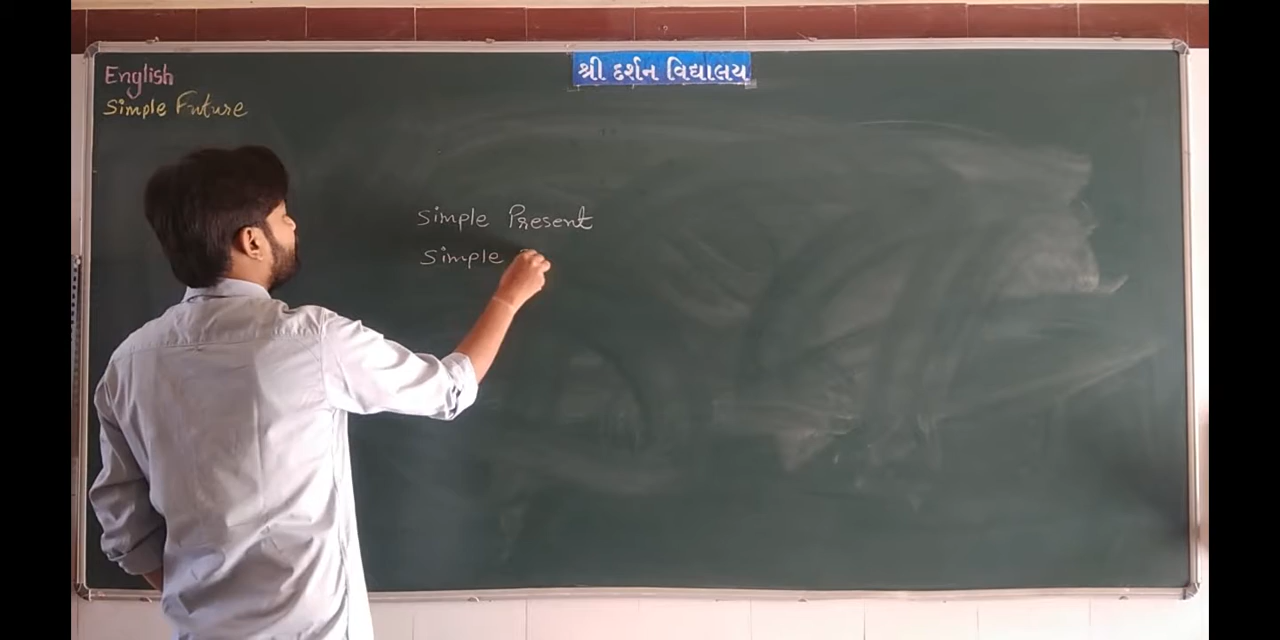 શ્રી દર્શન વિદ્યાલય
English
Simple Future
Simple Present
Simple